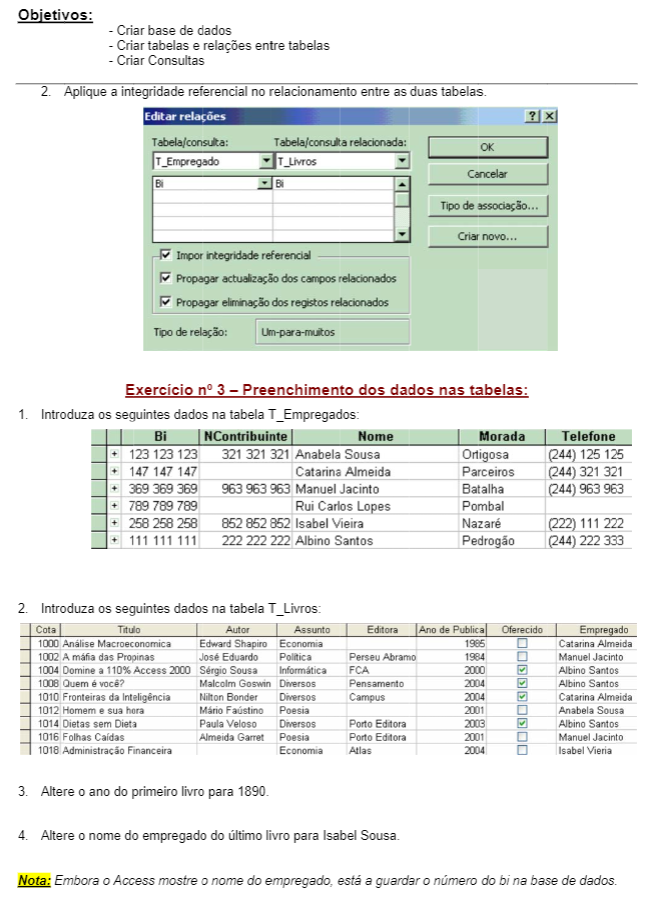 Objetivos:
- Criar base de dados
- Criar tabelas e relações entre tabelas
- Criar Consultas
2. Aplique a integridade referencial no relacionamento entre as duas tabelas.
Editar relações
Tabela/consulta: Tabela/consulta relacionada:
T_Empregado T_Livros
Bi Bi
OK
Cancelar
Tipo de associação...
Criar novo...
Impor integridade referencial
Propagar actualização dos campos relacionados
Propagar eliminação dos registos relacionados
Tipo de relação: Um-para-muitos
Exercício nº 3 – Preenchimento dos dados nas tabelas:
1. Introduza os seguintes dados na tabela T_Empregados:
Bi NContribuinte Nome Morada Telefone
+ 123 123 123 321 321 321 Anabela Sousa Ortigosa (244) 125 125
+ 147 147 147 Catarina Almeida Parceiros (244) 321 321
+ 369 369 369 963 963 963 Manuel Jacinto Batalha (244) 963 963
+ 789 789 789 Rui Carlos Lopes Pombal
+ 258 258 258 852 852 852 Isabel Vieira Nazaré (222) 111 222
+ 111 111 111 222 222 222 Albino Santos Pedrogão (244) 222 333
2. Introduza os seguintes dados na tabela T_Livros:
Cota Titulo Autor Assunto Editora Ano de Publica Oferecido Empregado
1000 Análise Macroeconomica Edward Shapiro Economia 1985 Catarina Almeida
1002 A máfia das Propinas José Eduardo Política Perseu Abramo 1984 Manuel Jacinto
1004 Domine a 110% Access 2000 Sérgio Sousa Informática FCA 2000 Albino Santos
1008 Quem é você? Malcolm Goswin Diversos Pensamento 2004 Albino Santos
1010 Fronteiras da Inteligência Nilton Bonder Diversos Campus 2004 Catarina Almeida
1012 Homem e sua hora Mário Faústino Poesia 2001 Anabela Sousa
1014 Dietas sem Dieta Paula Veloso Diversos Porto Editora 2003 Albino Santos
1016 Folhas Caídas Almeida Garret Poesia Porto Editora 2001 Manuel Jacinto
1018 Administração Financeira Economia Atlas 2004 Isabel Vieria
3. Altere o ano do primeiro livro para 1890.
4. Altere o nome do empregado do último livro para Isabel Sousa.
Nota: Embora o Access mostre o nome do empregado, está a guardar o número do bi na base de dados.